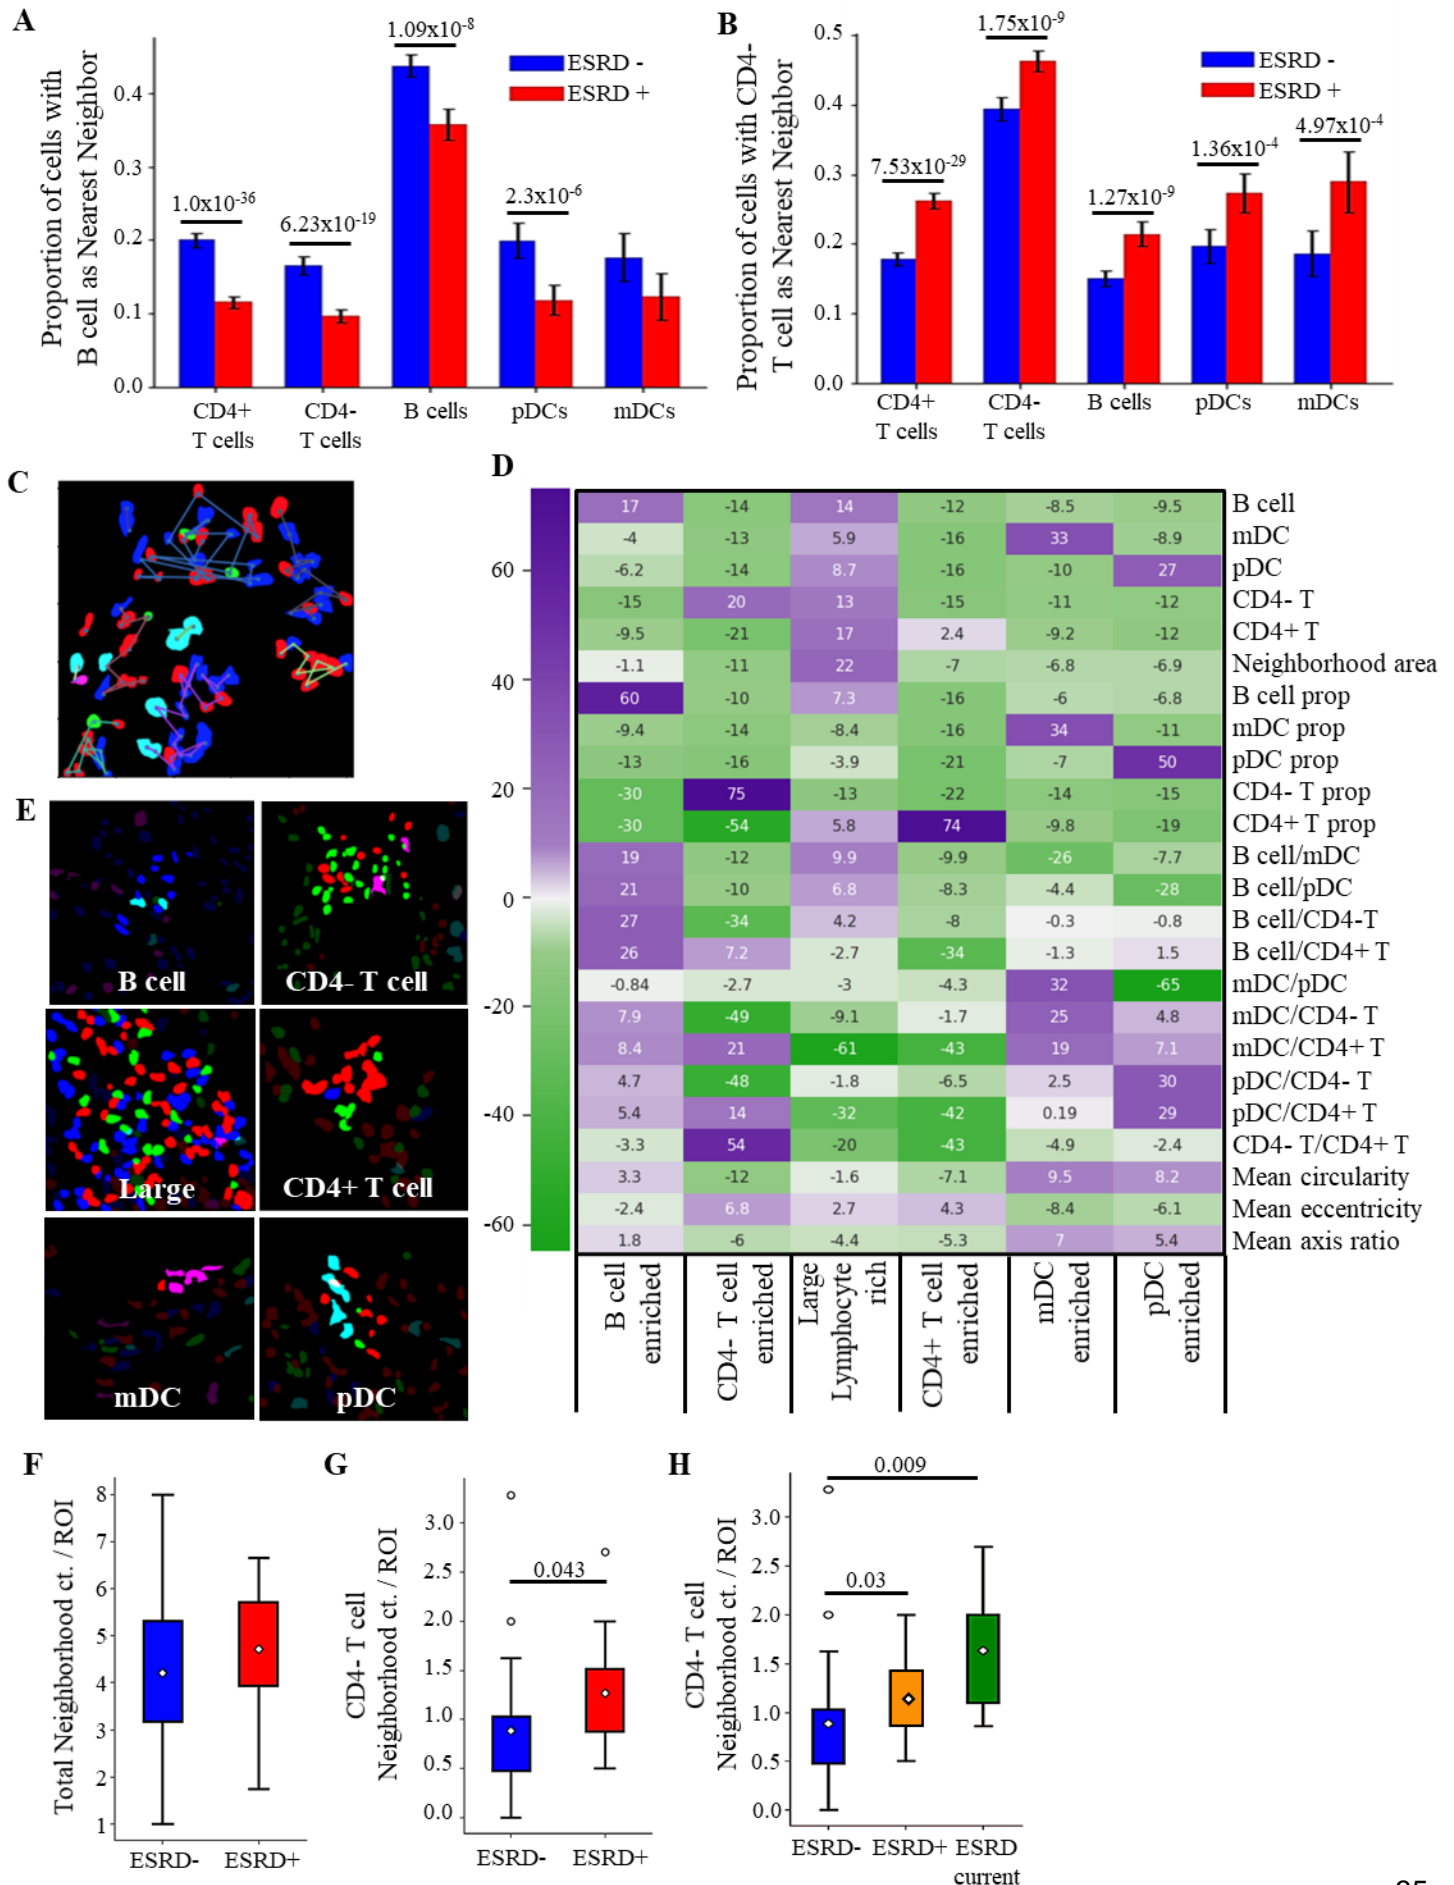 A
Proportion of cells with
B cell as Nearest Neighbor
0.4
0.3
0.2
0.1
0.0
1.0x10-36
6.23x10-19
1.09x10-8
2.3x10-6
ESRD -
ESRD +
CD4+
T cells
CD4-
T cells
B cells
pDCs
mDCs
B
Proportion of cells with CD4-
T cell as Nearest Neighbor
0.5
0.4
0.3
0.2
0.1
0.0
7.53x10-29
1.75x10-9
1.27x10-9
1.36x10-4
4.97x10-4
ESRD -
ESRD +
CD4+
T cells
CD4-
T cells
B cells
pDCs
mDCs
C
D
60
40
20
0
-20
-40
-60
17 -14 14 -12 -8.5 -9.5 B cell
-4 -13 5.9 -16 33 -8.9 mDC
-6.2 -14 8.7 -16 -10 27 pDC
-15 20 13 -15 -11 -12 CD4- T
-9.5 -21 17 2.4 -9.2 -12 CD4+ T
-1.1 -11 22 -7 -6.8 -6.9 Neighborhood area
60 -10 7.3 -16 -6 -6.8 B cell prop
-9.4 -14 -8.4 -16 34 -11 mDC prop
-13 -16 -3.9 -21 -7 50 pDC prop
-30 75 -13 -22 -14 -15 CD4- T prop
-30 -54 5.8 74 -9.8 -19 CD4+ T prop
19 -12 9.9 -9.9 -26 -7.7 B cell/mDC
21 -10 6.8 -8.3 -4.4 -28 B cell/pDC
27 -34 4.2 -8 -0.3 -0.8 B cell/CD4-T
26 7.2 -2.7 -34 -1.3 1.5 B cell/CD4+ T
-0.84 -2.7 -3 -4.3 32 -65 mDC/pDC
7.9 -49 -9.1 -1.7 25 4.8 mDC/CD4- T
8.4 21 -61 -43 19 7.1 mDC/CD4+ T
4.7 -48 -1.8 -6.5 2.5 30 pDC/CD4- T
5.4 14 -32 -42 0.19 29 pDC/CD4+ T
-3.3 54 -20 -43 -4.9 -2.4 CD4- T/CD4+ T
3.3 -12 -1.6 -7.1 9.5 8.2 Mean circularity
-2.4 6.8 2.7 4.3 -8.4 -6.1 Mean eccentricity
1.8 -6 -4.4 -5.3 7 5.4 Mean axis ratio
B cell
enriched
CD4- T cell
enriched
Large
Lymphocyte
rich
CD4+ T cell
enriched
mDC
enriched
pDC
enriched
E
B cell
CD4- T cell
Large
CD4+ T cell
mDC
pDC
F
Total Neighborhood ct. / ROI
8
7
6
5
4
3
2
1
ESRD-
ESRD+
G
CD4- T cell
Neighborhood ct. / ROI
3.0
2.5
2.0
1.5
1.0
0.5
0.0
0.043
ESRD-
ESRD+
H
CD4- T cell
Neighborhood ct. / ROI
3.0
2.5
2.0
1.5
1.0
0.5
0.0
0.009
0.03
ESRD-
ESRD+
ESRD
current